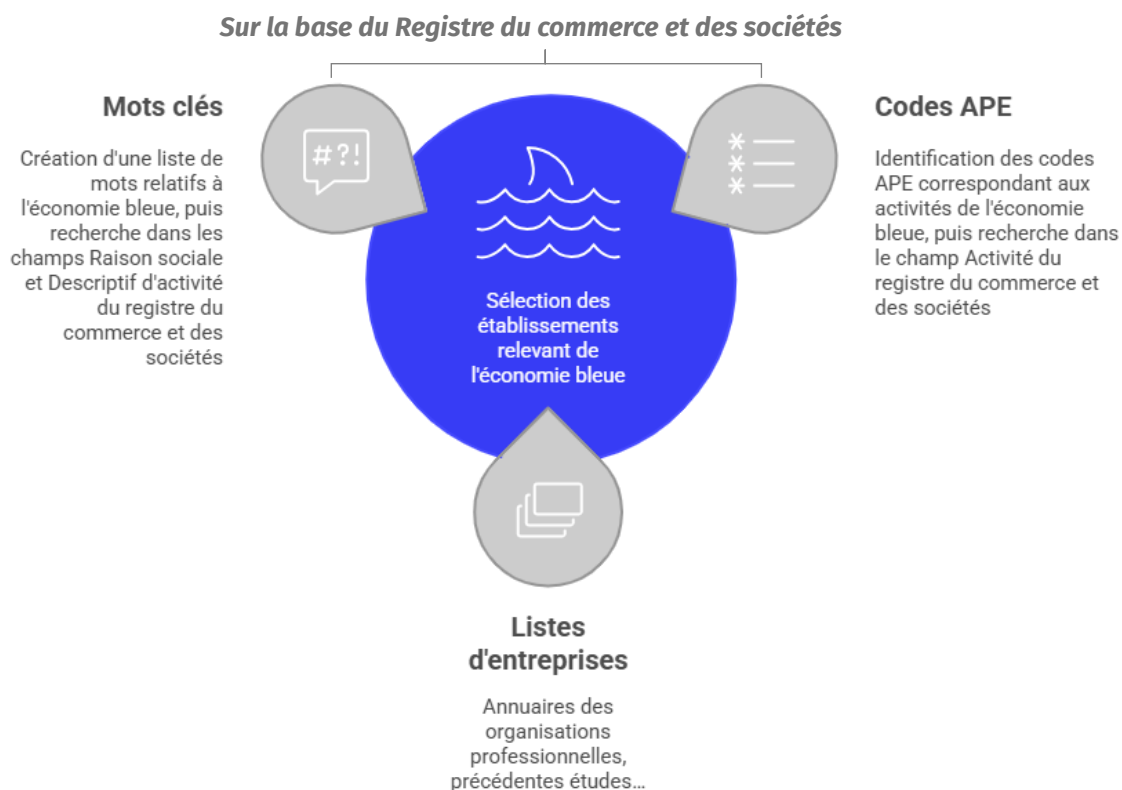 Sur la base du Registre du commerce et des sociétés
Mots clés
Création d'une liste de
mots relatifs à
l'économie bleue, puis
recherche dans les
champs Raison sociale
et Descriptif d'activité
du registre du
commerce et des
sociétés
#?!
Codes APE
Identification des codes
APE correspondant aux
activités de l'économie
bleue, puis recherche dans
le champ Activité du
registre du commerce et
des sociétés
Sélection des
établissements
relevant de
l'économie bleue
Listes
d'entreprises
Annuaires des
organisations
professionnelles,
précédentes études...